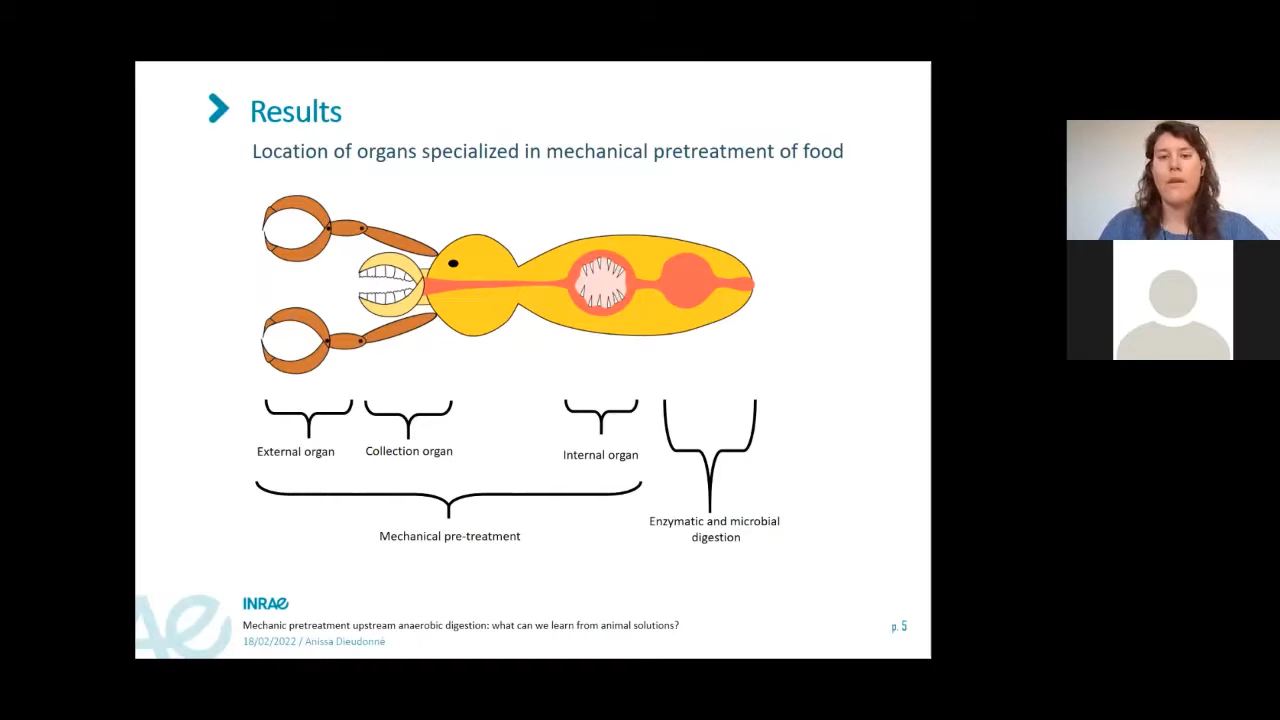 Results
Location of organs specialized in mechanical pretreatment of food
External organ
Collection organ
Internal organ
Mechanical pre-treatment
Enzymatic and microbial
digestion
INRAE
Mechanic pretreatment upstream anaerobic digestion: what can we learn from animal solutions?
18/02/2022 / Anissa Dieudonné
p. 5